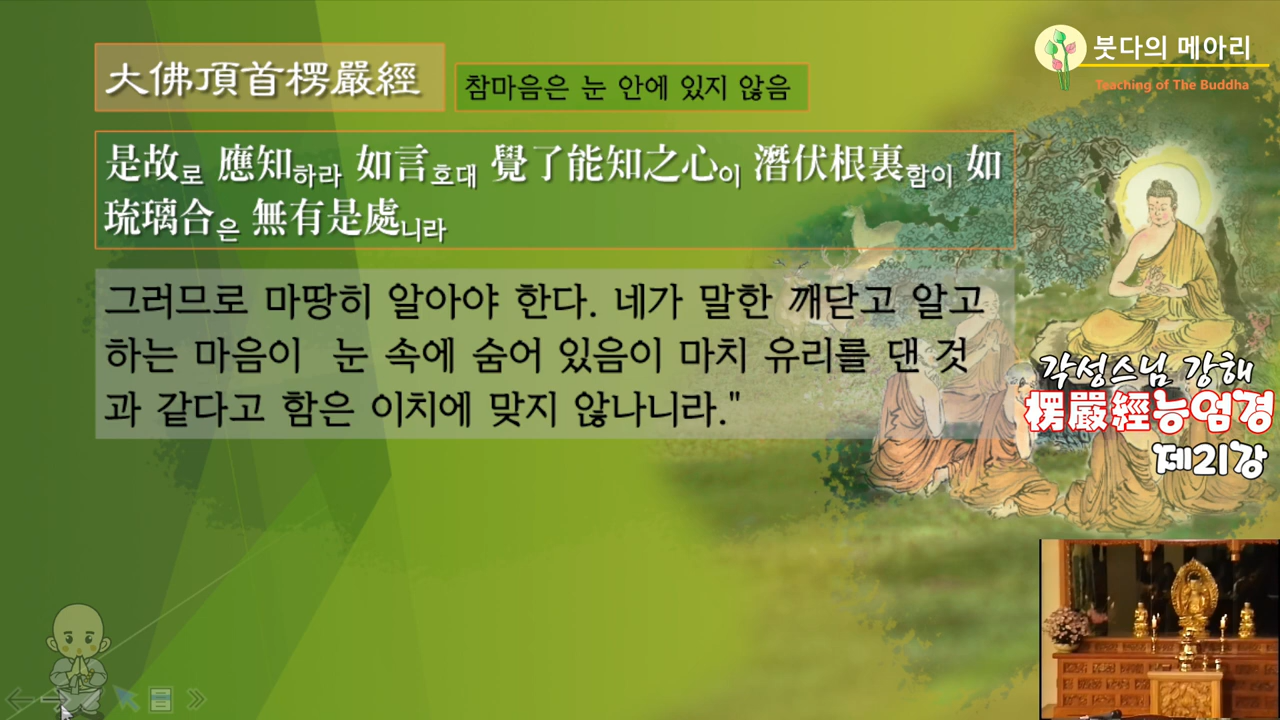 大佛頂首楞嚴經
참마음은 눈 안에 있지 않음
붓다의 메아리
Teaching of The Buddha
是故로 應知하라 如言호대 覺了能知之心이 潛伏根裏함이 如
琉璃合은 無有是處니라
그러므로 마땅히 알아야 한다. 네가 말한 깨닫고 알고
하는 마음이 눈 속에 숨어 있음이 마치 유리를 댄 것
과 같다고 함은 이치에 맞지 않나니라."
각성스님 강해
楞嚴經능엄경
제21강